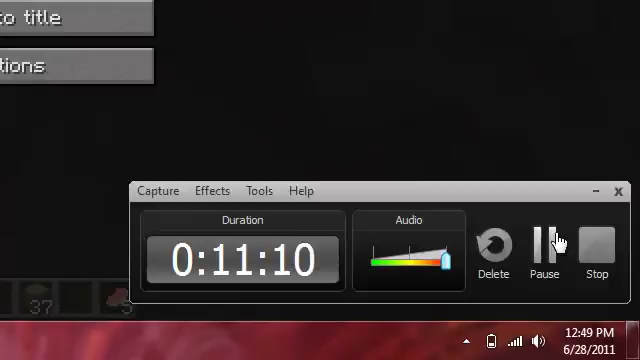 to title
tions
Capture Effects Tools Help
Duration Audio
0:11:10
Delete Pause Stop
37 5
12:49 PM
6/28/2011